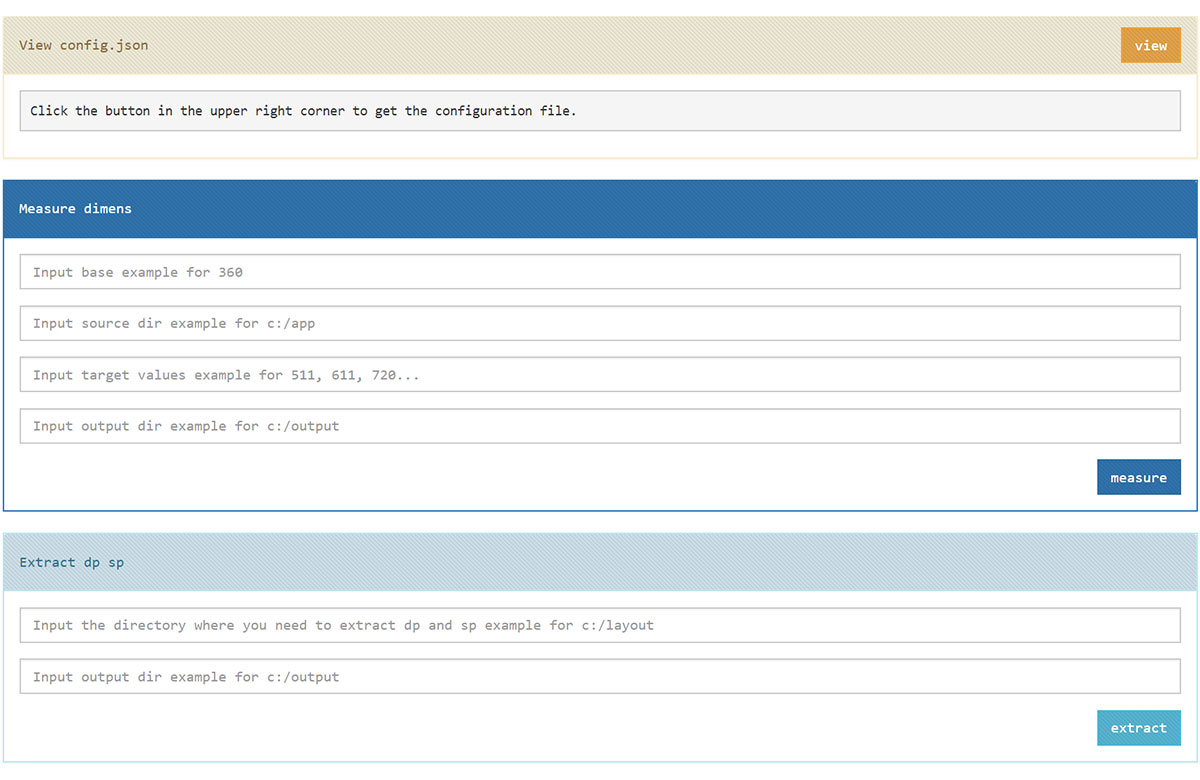 View config.json
view
Click the button in the upper right corner to get the configuration file.
Measure dimens
Input base example for 360
Input source dir example for c:/app
Input target values example for 511, 611, 720...
Input output dir example for c:/output
measure
Extract dp sp
Input the directory where you need to extract dp and sp example for c:/layout
Input output dir example for c:/output
extract